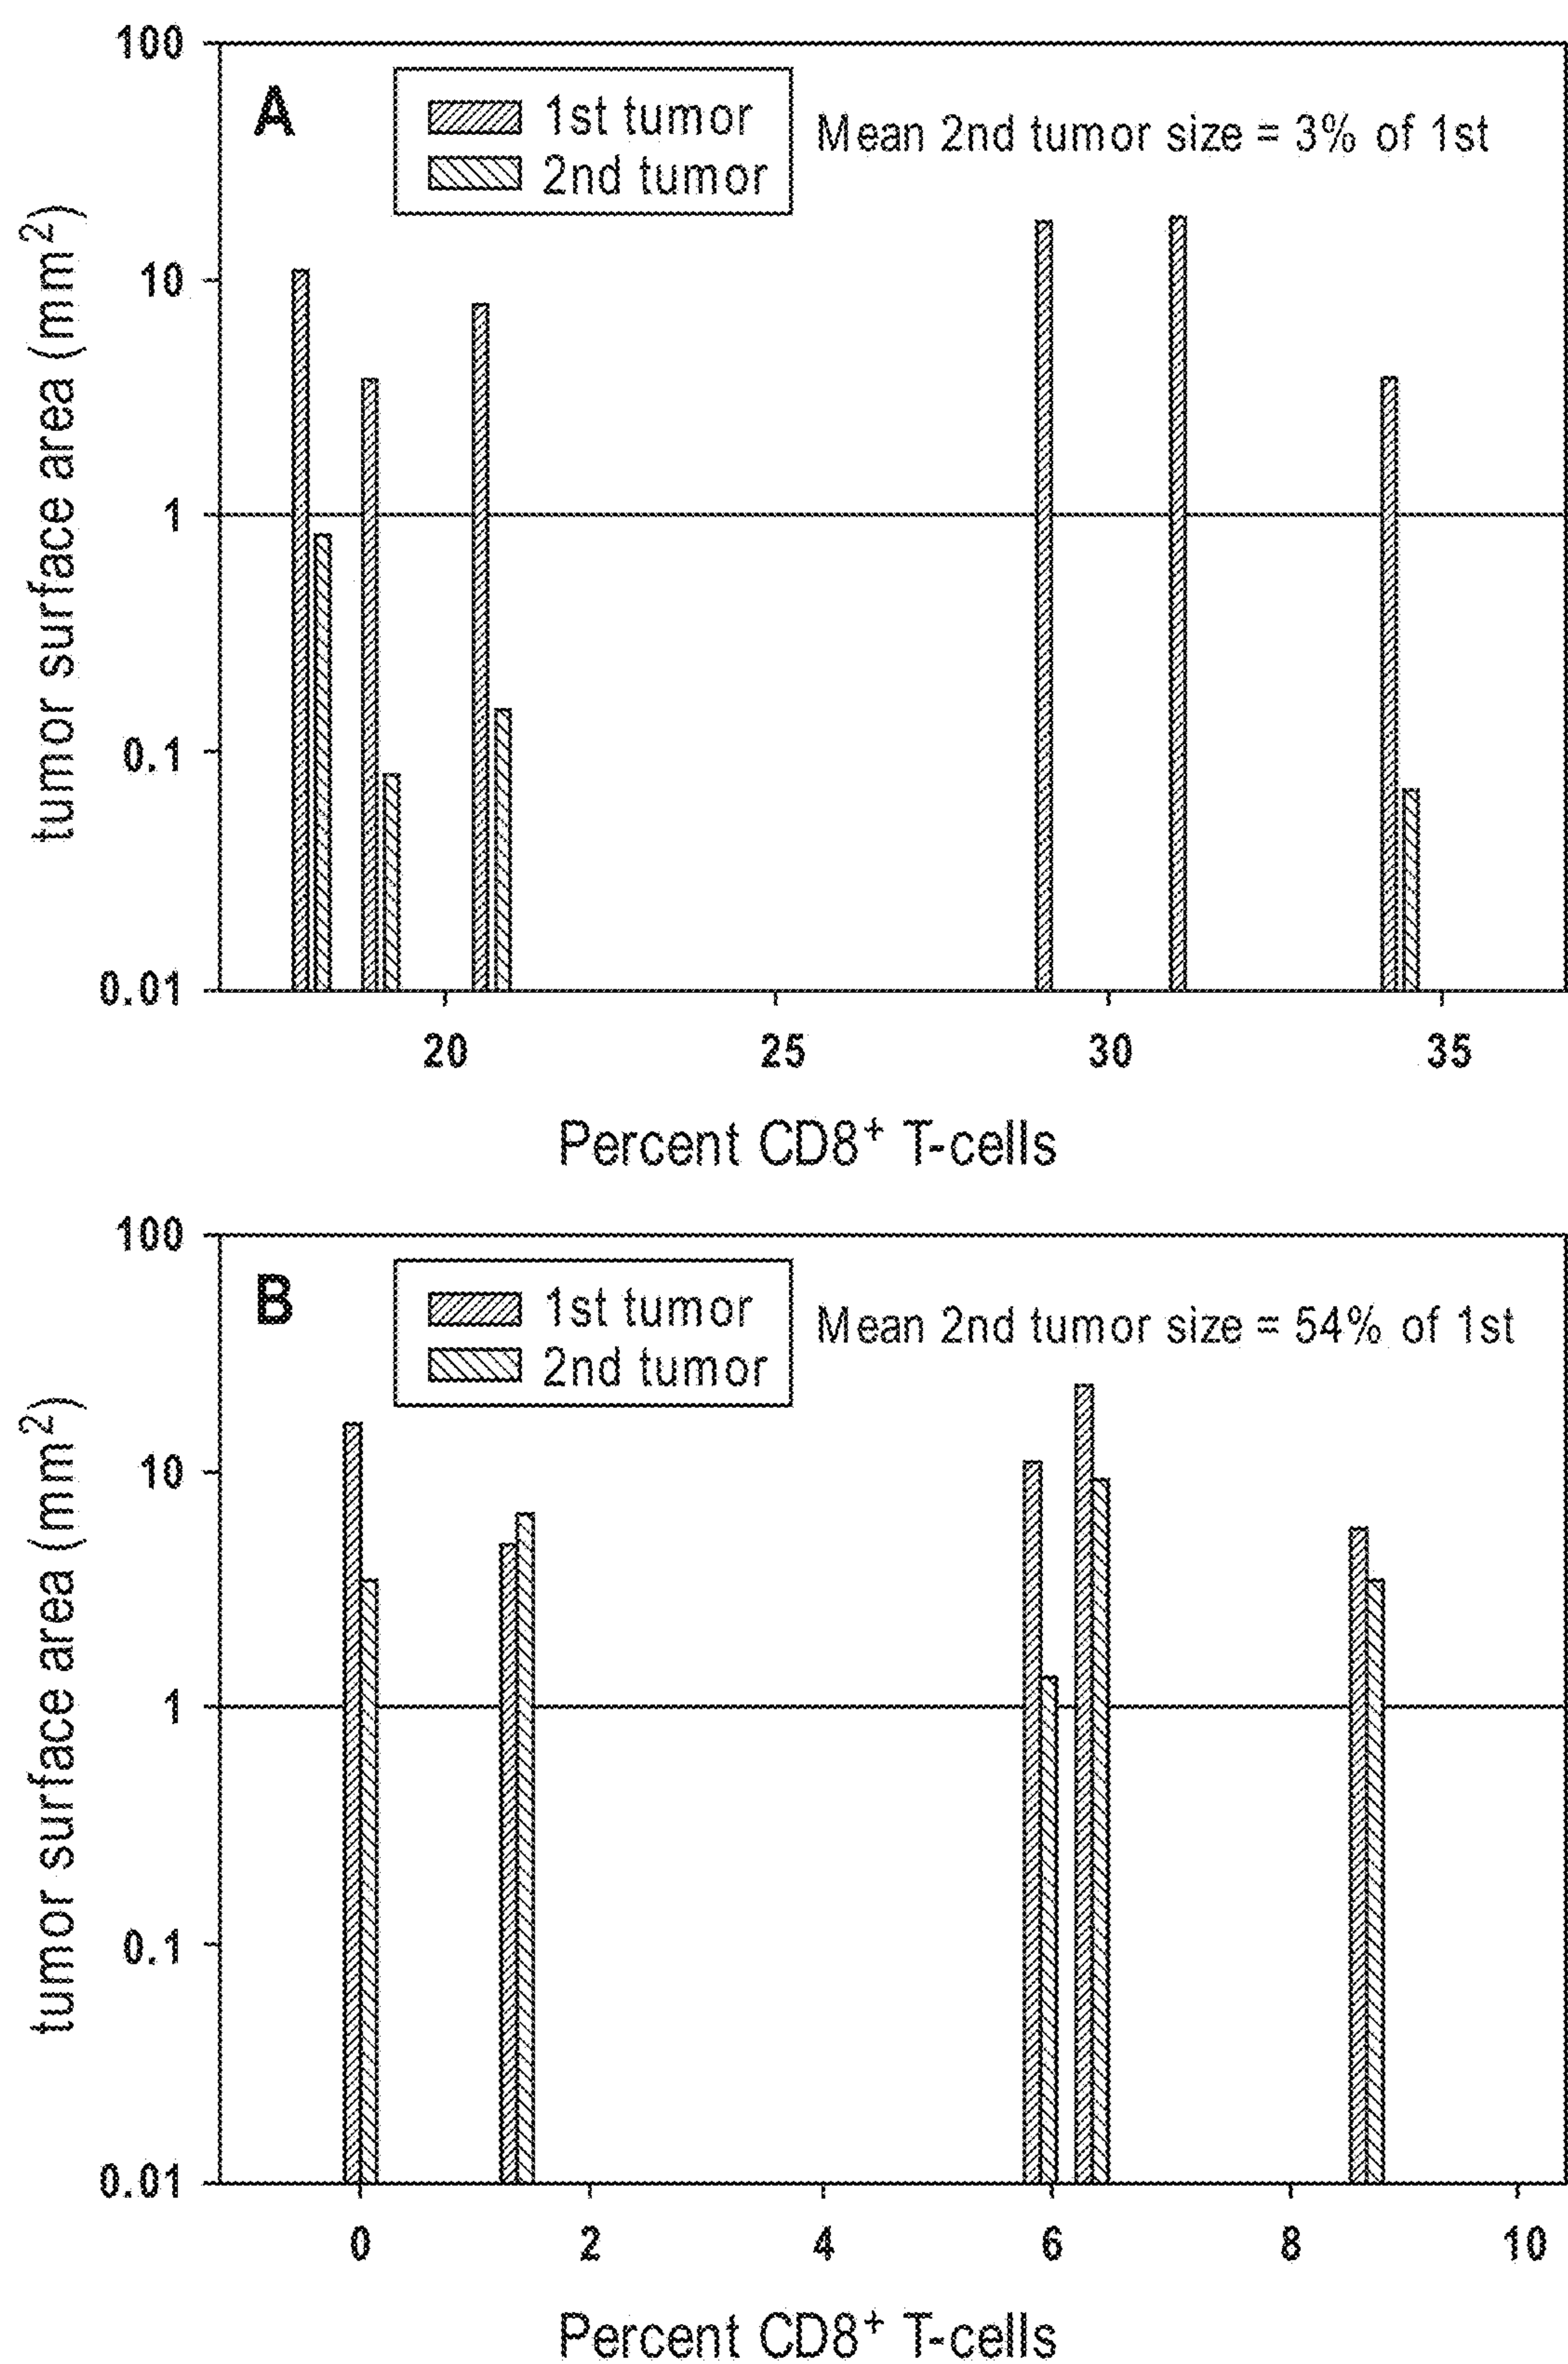 100
A
1st tumor
2nd tumor
Mean 2nd tumor size = 3% of 1st
10
1
0.1
0.01
tumor surface area (mm²)
20 25 30 35
Percent CD8⁺ T-cells
100
B
1st tumor
2nd tumor
Mean 2nd tumor size = 54% of 1st
10
1
0.1
0.01
tumor surface area (mm²)
0 2 4 6 8 10
Percent CD8⁺ T-cells